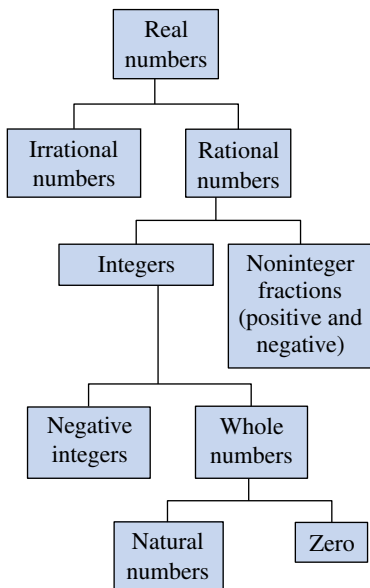 Real
numbers
Irrational
numbers
Rational
numbers
Integers
Noninteger
fractions
(positive and
negative)
Negative
integers
Whole
numbers
Natural
numbers
Zero